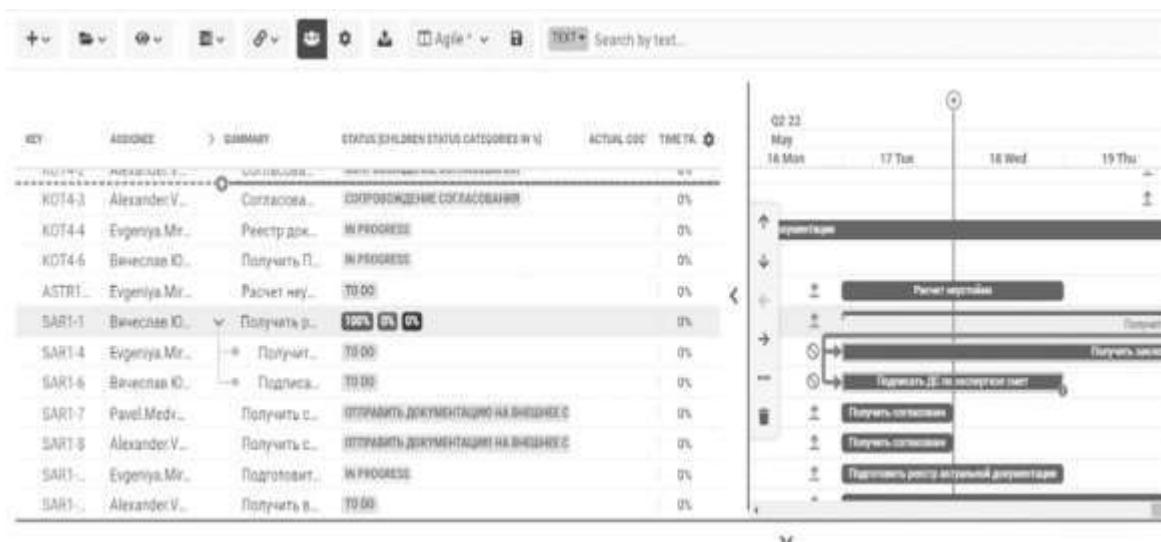 Agile
TEXT Search by text...
Q2 22
May
KEY ASSIGNEE SUMMARY STATUS (CHILDREN STATUS CATEGORIES IN %) TIME TR.
16 Mon 17 Tue 18 Wed 19 Thu
0%
KOT4-3 Alexander.V... Согласова... СОПРОВОЖДЕНИЕ СОГЛАСОВАНИЯ 0%
KOT4-4 Evgeniya.Mir... Реестр док... IN PROGRESS 0%
KOT4-6 Вячеслав Ю... Получить П... IN PROGRESS 0%
ASTR1... Evgeniya.Mir... Расчет неу... TO DO 0% Расчет неустойки
SAR1-1 Вячеслав Ю... Получить р... 100% 0% 0% 0%
SAR1-4 Evgeniya.Mir... Получит... TO DO 0%
SAR1-6 Вячеслав Ю... Подписа... TO DO 0% Подписать ДС по экспертизе смет
SAR1-7 Pavel.Medv... Получить с... ОТПРАВИТЬ ДОКУМЕНТАЦИЮ НА ВНЕШНЕЕ С 0% Получить согласован
SAR1-8 Alexander.V... Получить с... ОТПРАВИТЬ ДОКУМЕНТАЦИЮ НА ВНЕШНЕЕ С 0% Получить согласован
SAR1-... Evgeniya.Mir... Подготовит... IN PROGRESS 0% Подготовить реестр актуальной документации
SAR1-... Alexander.V... Получить в... TO DO 0%